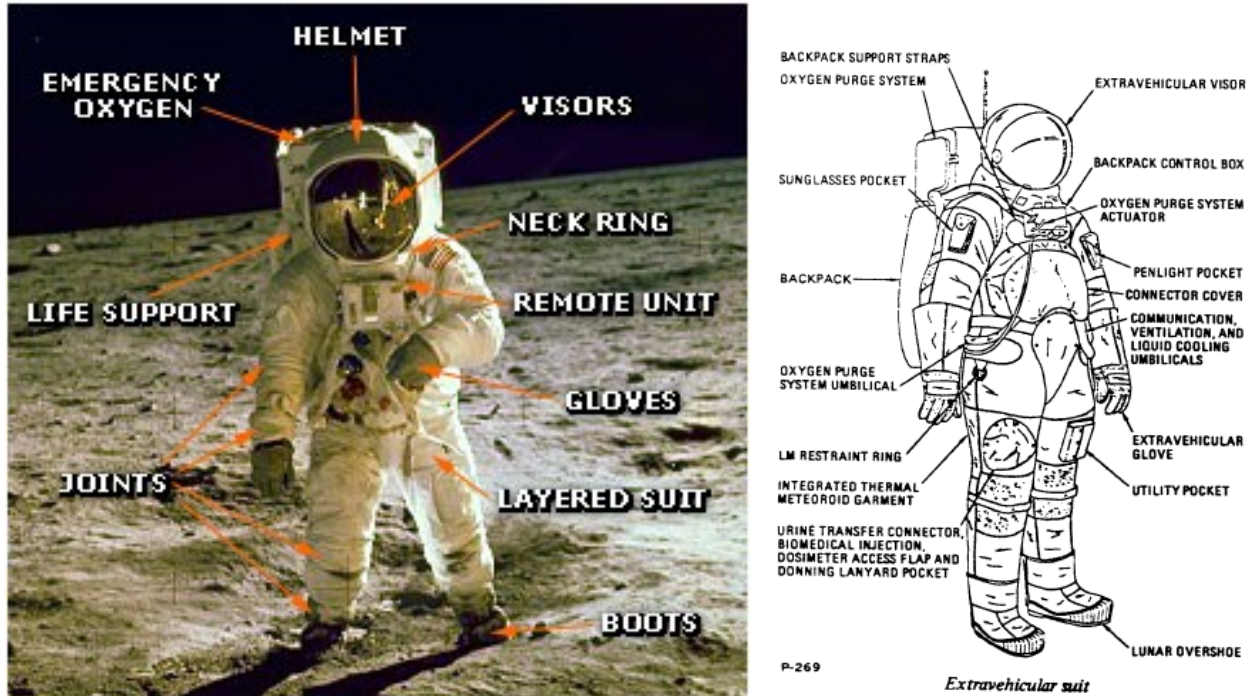 HELMET
EMERGENCY
OXYGEN
VISORS
NECK RING
LIFE SUPPORT
REMOTE UNIT
GLOVES
JOINTS
LAYERED SUIT
BOOTS
BACKPACK SUPPORT STRAPS
OXYGEN PURGE SYSTEM
EXTRAVEHICULAR VISOR
BACKPACK CONTROL BOX
SUNGLASSES POCKET
OXYGEN PURGE SYSTEM
ACTUATOR
BACKPACK
PENLIGHT POCKET
CONNECTOR COVER
COMMUNICATION,
VENTILATION, AND
LIQUID COOLING
UMBILICALS
OXYGEN PURGE
SYSTEM UMBILICAL
EXTRAVEHICULAR
GLOVE
LM RESTRAINT RING
INTEGRATED THERMAL
METEOROID GARMENT
UTILITY POCKET
URINE TRANSFER CONNECTOR,
BIOMEDICAL INJECTION,
DOSIMETER ACCESS FLAP AND
DONNING LANYARD POCKET
LUNAR OVERSHOE
P-269
Extravehicular suit